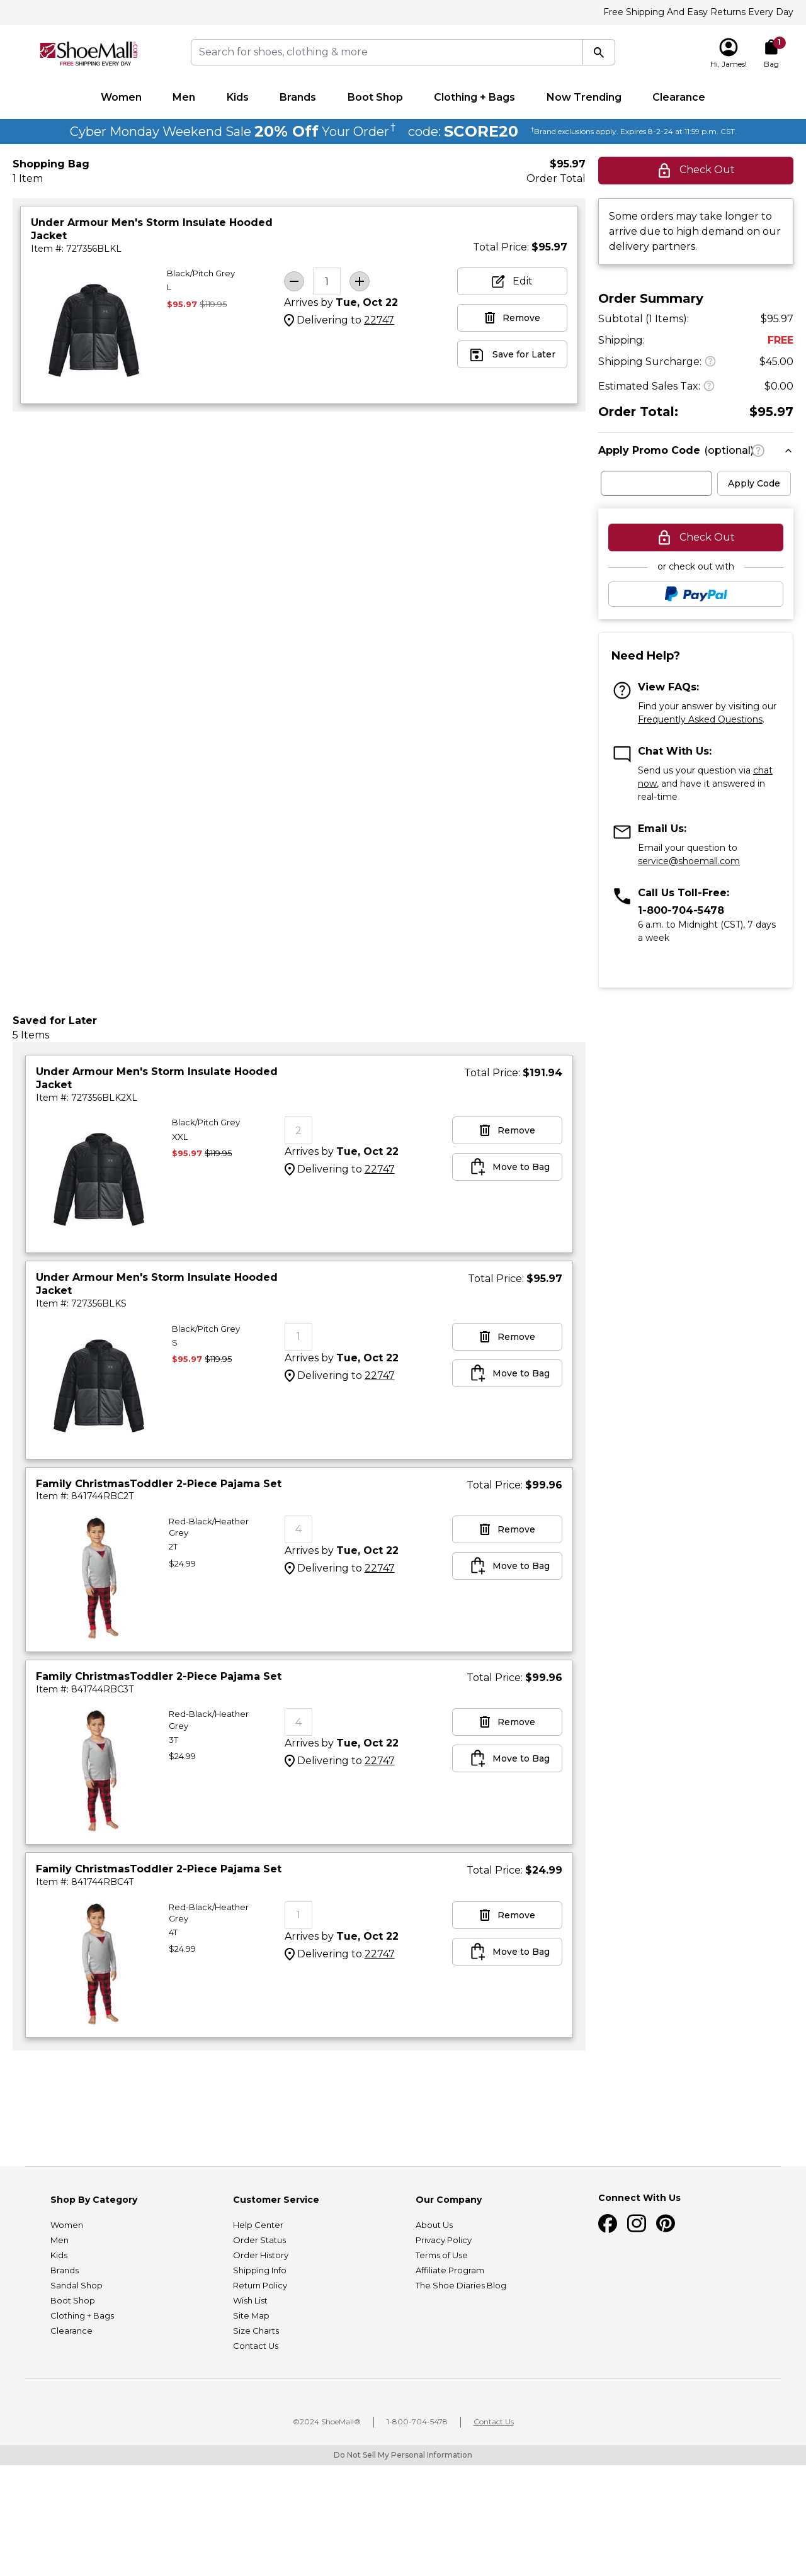 Free Shipping And Easy Returns Every Day
ShoeMall.com
FREE SHIPPING EVERY DAY
Search for shoes, clothing & more
Hi, James!
1
Bag
Women Men Kids Brands Boot Shop Clothing + Bags Now Trending Clearance
Cyber Monday Weekend Sale 20% Off Your Order† code: SCORE20 †Brand exclusions apply. Expires 8-2-24 at 11:59 p.m. CST.
Shopping Bag
1 Item
$95.97
Order Total
Under Armour Men's Storm Insulate Hooded
Jacket
Item #: 727356BLKL
Total Price: $95.97
Black/Pitch Grey
L
$95.97 $119.95
1
Arrives by Tue, Oct 22
Delivering to 22747
Edit
Remove
Save for Later
Check Out
Some orders may take longer to
arrive due to high demand on our
delivery partners.
Order Summary
Subtotal (1 Items): $95.97
Shipping: FREE
Shipping Surcharge: ? $45.00
Estimated Sales Tax: ? $0.00
Order Total: $95.97
Apply Promo Code (optional) ?
Apply Code
Check Out
or check out with
PayPal
Need Help?
View FAQs:
Find your answer by visiting our
Frequently Asked Questions.
Chat With Us:
Send us your question via chat
now, and have it answered in
real-time
Email Us:
Email your question to
service@shoemall.com
Call Us Toll-Free:
1-800-704-5478
6 a.m. to Midnight (CST), 7 days
a week
Saved for Later
5 Items
Under Armour Men's Storm Insulate Hooded
Jacket
Item #: 727356BLK2XL
Total Price: $191.94
Black/Pitch Grey
XXL
$95.97 $119.95
2
Arrives by Tue, Oct 22
Delivering to 22747
Remove
Move to Bag
Under Armour Men's Storm Insulate Hooded
Jacket
Item #: 727356BLKS
Total Price: $95.97
Black/Pitch Grey
S
$95.97 $119.95
1
Arrives by Tue, Oct 22
Delivering to 22747
Remove
Move to Bag
Family ChristmasToddler 2-Piece Pajama Set
Item #: 841744RBC2T
Total Price: $99.96
Red-Black/Heather
Grey
2T
$24.99
4
Arrives by Tue, Oct 22
Delivering to 22747
Remove
Move to Bag
Family ChristmasToddler 2-Piece Pajama Set
Item #: 841744RBC3T
Total Price: $99.96
Red-Black/Heather
Grey
3T
$24.99
4
Arrives by Tue, Oct 22
Delivering to 22747
Remove
Move to Bag
Family ChristmasToddler 2-Piece Pajama Set
Item #: 841744RBC4T
Total Price: $24.99
Red-Black/Heather
Grey
4T
$24.99
1
Arrives by Tue, Oct 22
Delivering to 22747
Remove
Move to Bag
Shop By Category
Women
Men
Kids
Brands
Sandal Shop
Boot Shop
Clothing + Bags
Clearance
Customer Service
Help Center
Order Status
Order History
Shipping Info
Return Policy
Wish List
Site Map
Size Charts
Contact Us
Our Company
About Us
Privacy Policy
Terms of Use
Affiliate Program
The Shoe Diaries Blog
Connect With Us
©2024 ShoeMall® 1-800-704-5478 Contact Us
Do Not Sell My Personal Information